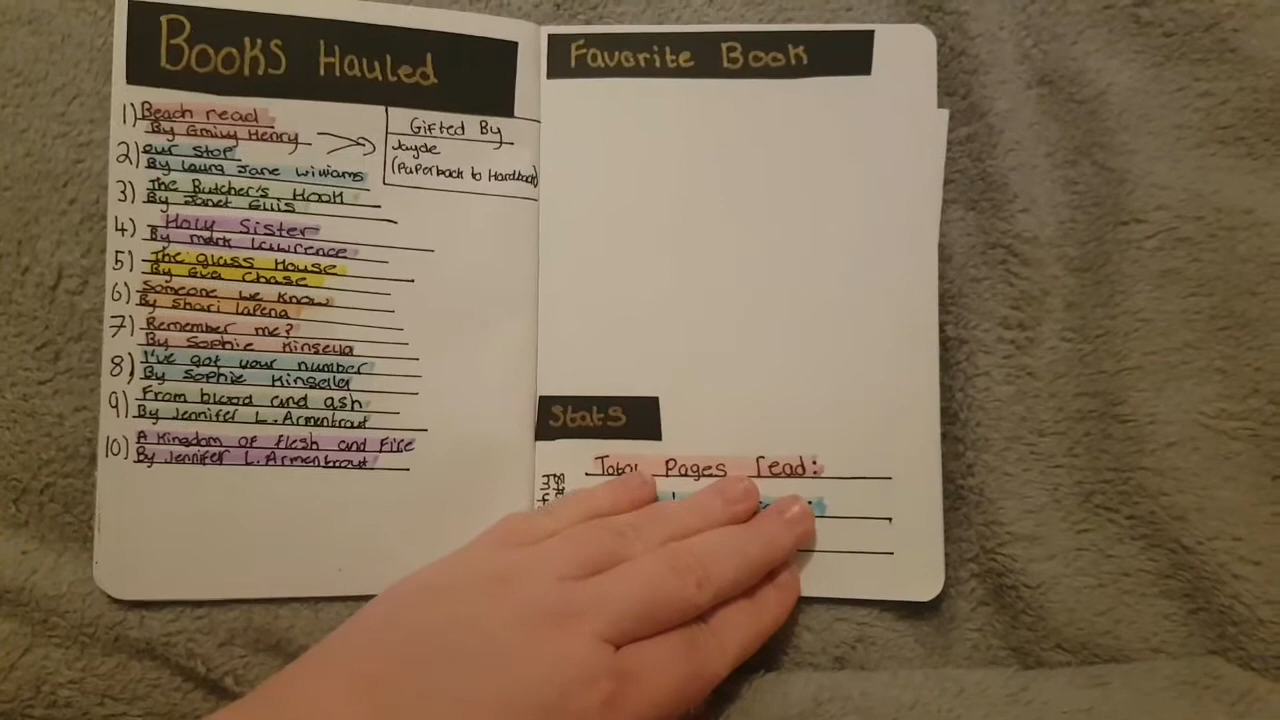 Books Hauled
1) Beach read
By Emily Henry
2) our stop
By Laura Jane Williams
3) The Butcher's Hook
By Janet Ellis
4) Holy Sister
By mark Lawrence
5) The glass House
By Eva Chase
6) Someone we know
By Shari lapena
7) Remember me?
By Sophie Kinsella
8) I've got your number
By Sophie Kinsella
9) From blood and ash
By Jennifer L. Armentrout
10) A Kingdom of flesh and Fire
By Jennifer L. Armentrout
Gifted By
Jayde
(Paperback to Hardback)
Favorite Book
Stats
Total Pages read: